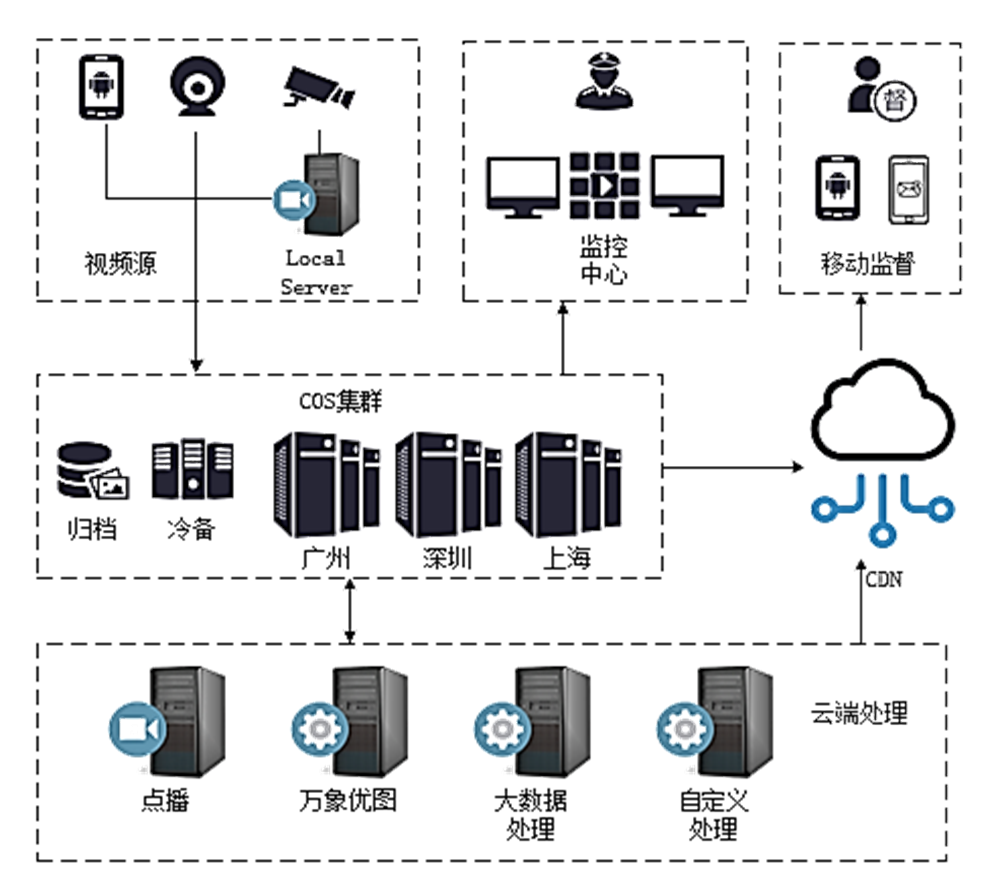 督
视频源
Local
Server
监控
中心
移动监督
COS集群
归档
冷备
广州
深圳
上海
CDN
云端处理
点播
万象优图
大数据
处理
自定义
处理